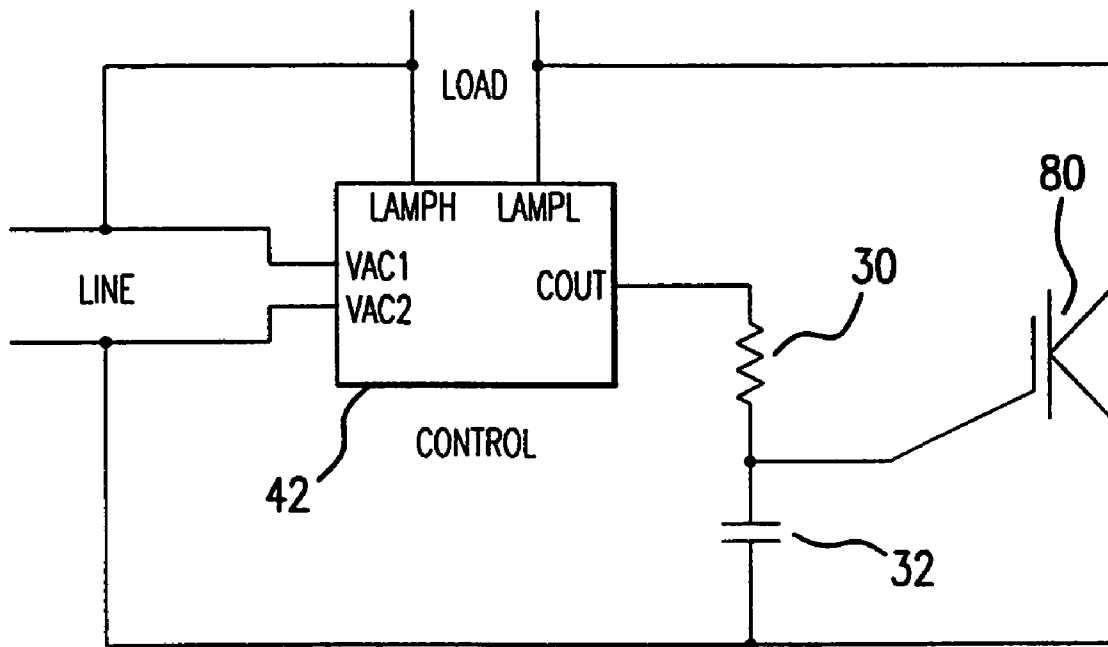 LOAD
80
LAMPH LAMPL
VAC1
30
LINE
COUT
VAC2
42
CONTROL
32